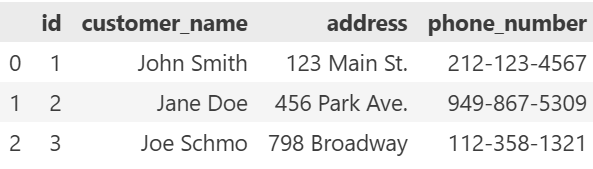 id customer_name address phone_number
0 1 John Smith 123 Main St. 212-123-4567
1 2 Jane Doe 456 Park Ave. 949-867-5309
2 3 Joe Schmo 798 Broadway 112-358-1321